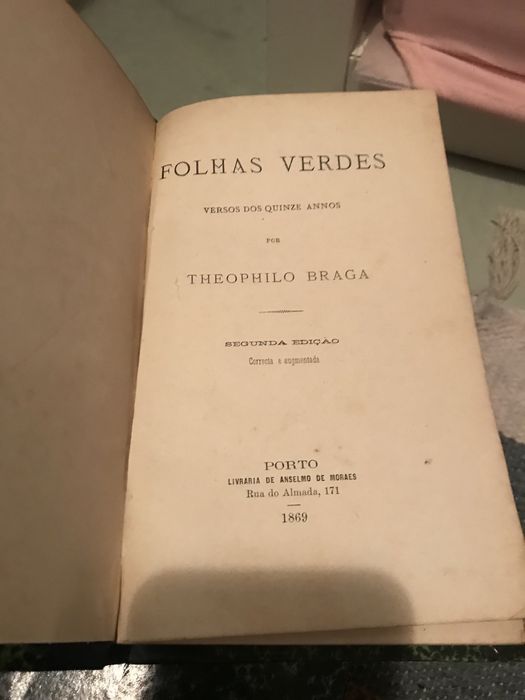 FOLHAS VERDES
VERSOS DOS QUINZE ANNOS
POR
THEOPHILO BRAGA
SEGUNDA EDIÇÃO
Correcta e augmentada
PORTO
LIVRARIA DE ANSELMO DE MORAES
Rua do Almada, 171
1869